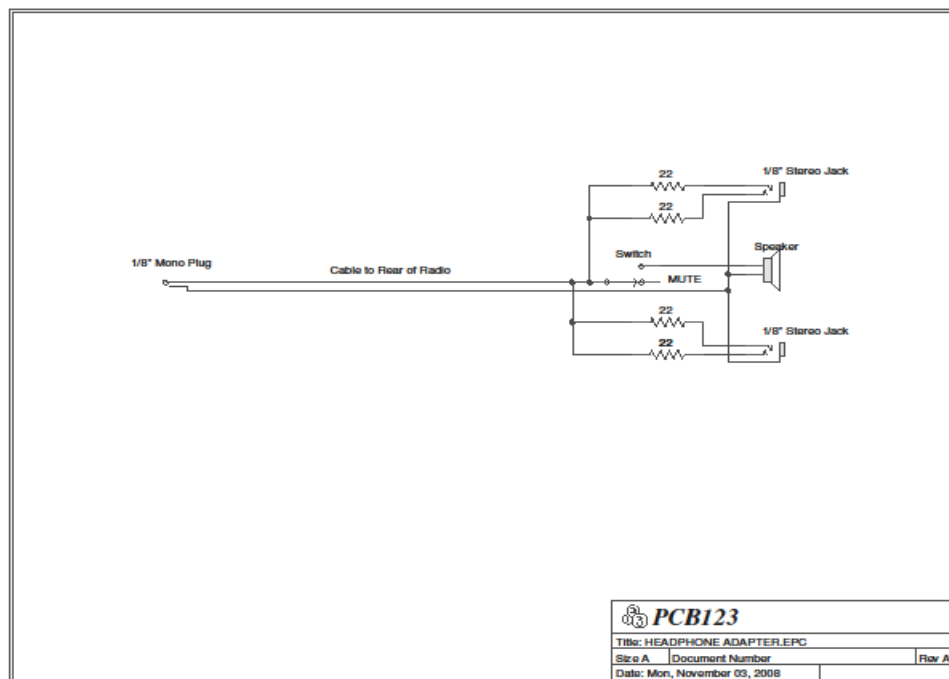 22
1/8" Stereo Jack
22
Switch
Speaker
1/8" Mono Plug
Cable to Rear of Radio
MUTE
22
1/8" Stereo Jack
22
PCB123
Title: HEADPHONE ADAPTER.EPC
Size A Document Number Rev A
Date: Mon, November 03, 2008